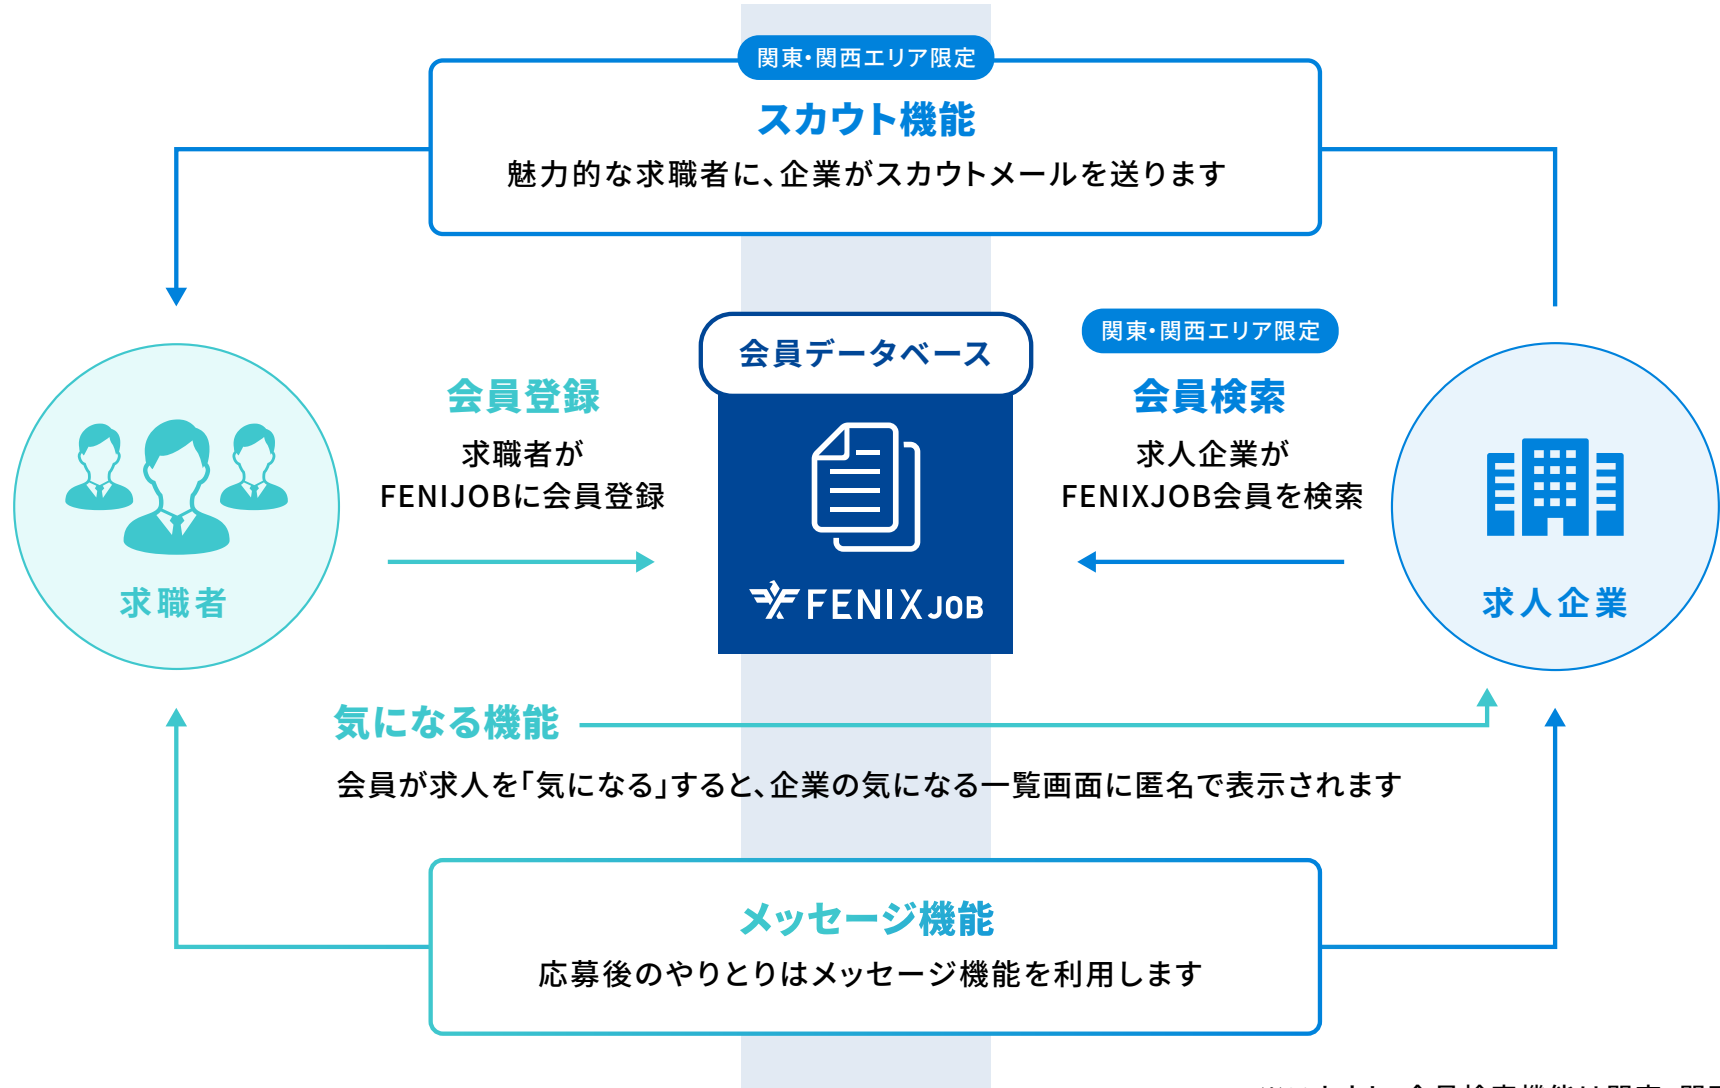 関東・関西エリア限定
スカウト機能
魅力的な求職者に、企業がスカウトメールを送ります
会員データベース
関東・関西エリア限定
会員登録
求職者が
FENIJOBに会員登録
会員検索
求人企業が
FENIXJOB会員を検索
FENIX JOB
求職者
求人企業
気になる機能
会員が求人を「気になる」すると、企業の気になる一覧画面に匿名で表示されます
メッセージ機能
応募後のやりとりはメッセージ機能を利用します